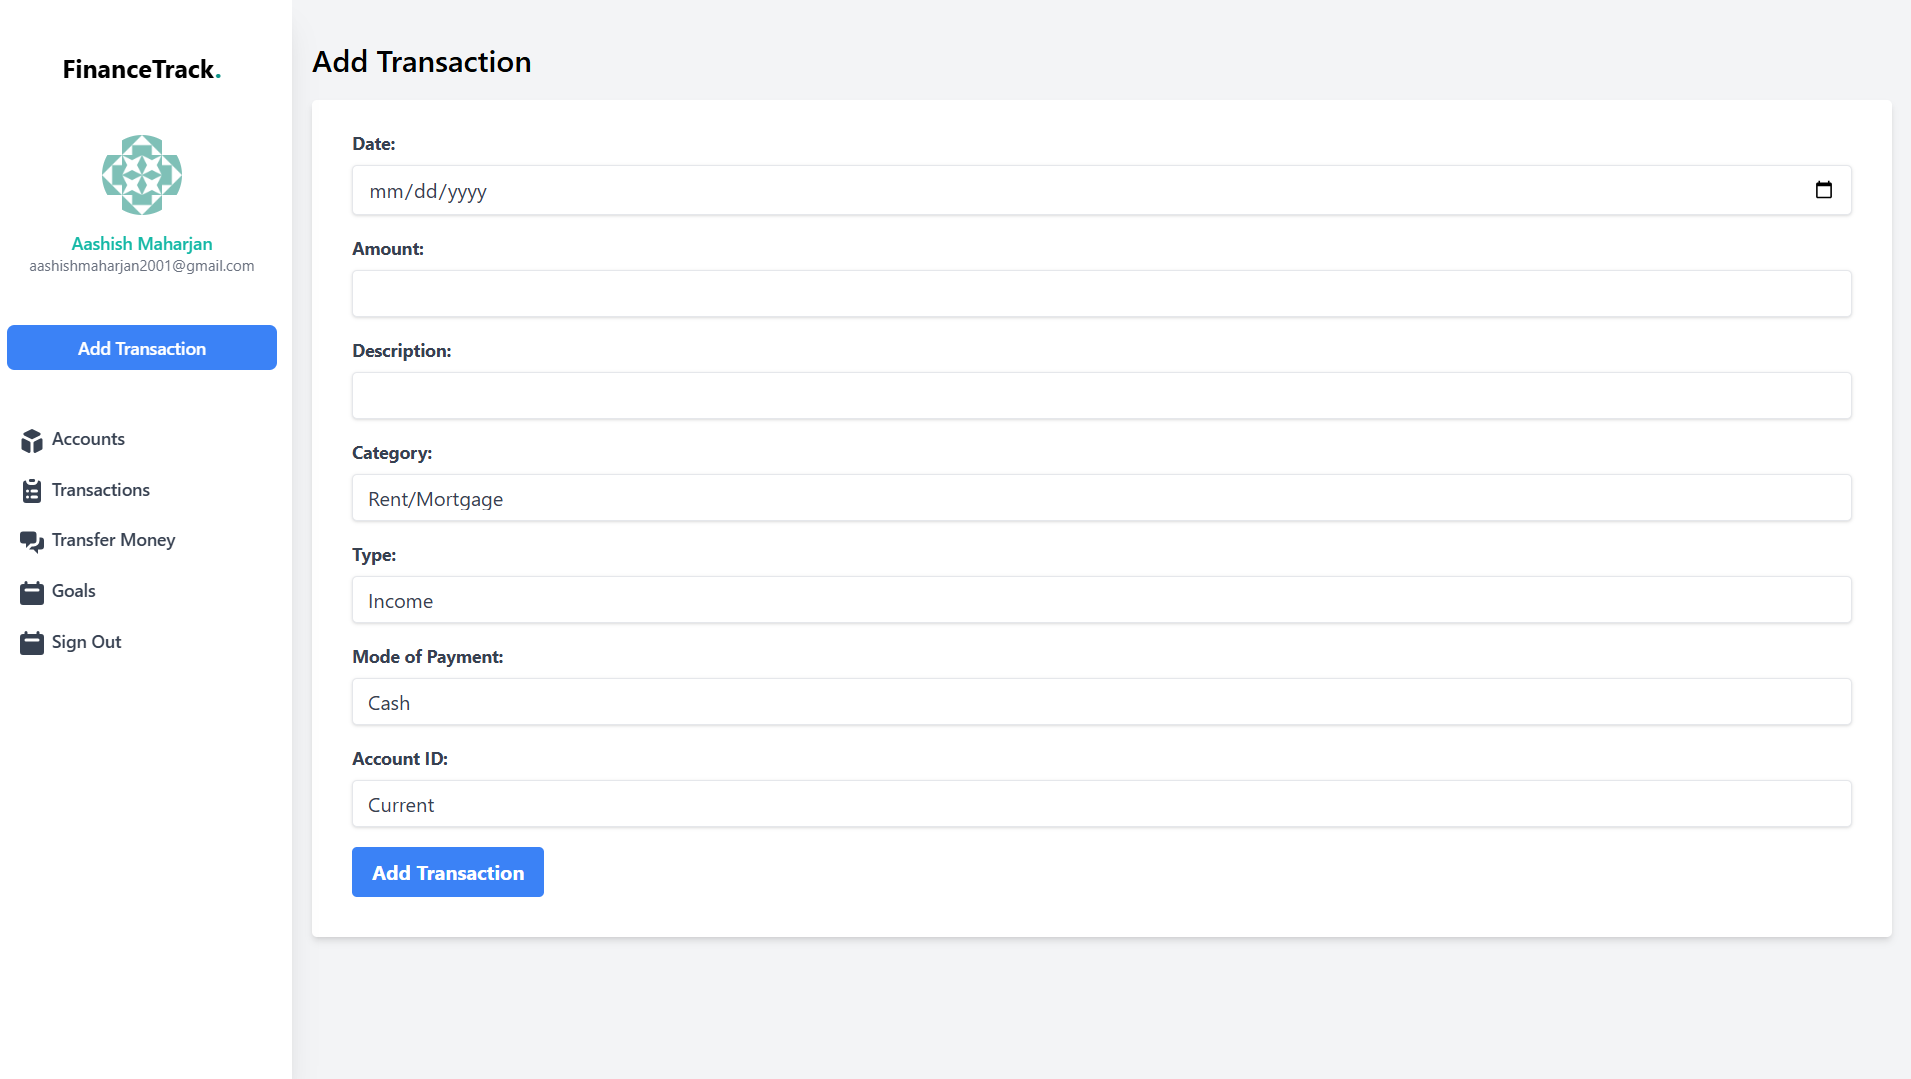 FinanceTrack.
Aashish Maharjan
aashishmaharjan2001@gmail.com
Add Transaction
Accounts
Transactions
Transfer Money
Goals
Sign Out
Add Transaction
Date:
mm/dd/yyyy
Amount:
Description:
Category:
Rent/Mortgage
Type:
Income
Mode of Payment:
Cash
Account ID:
Current
Add Transaction